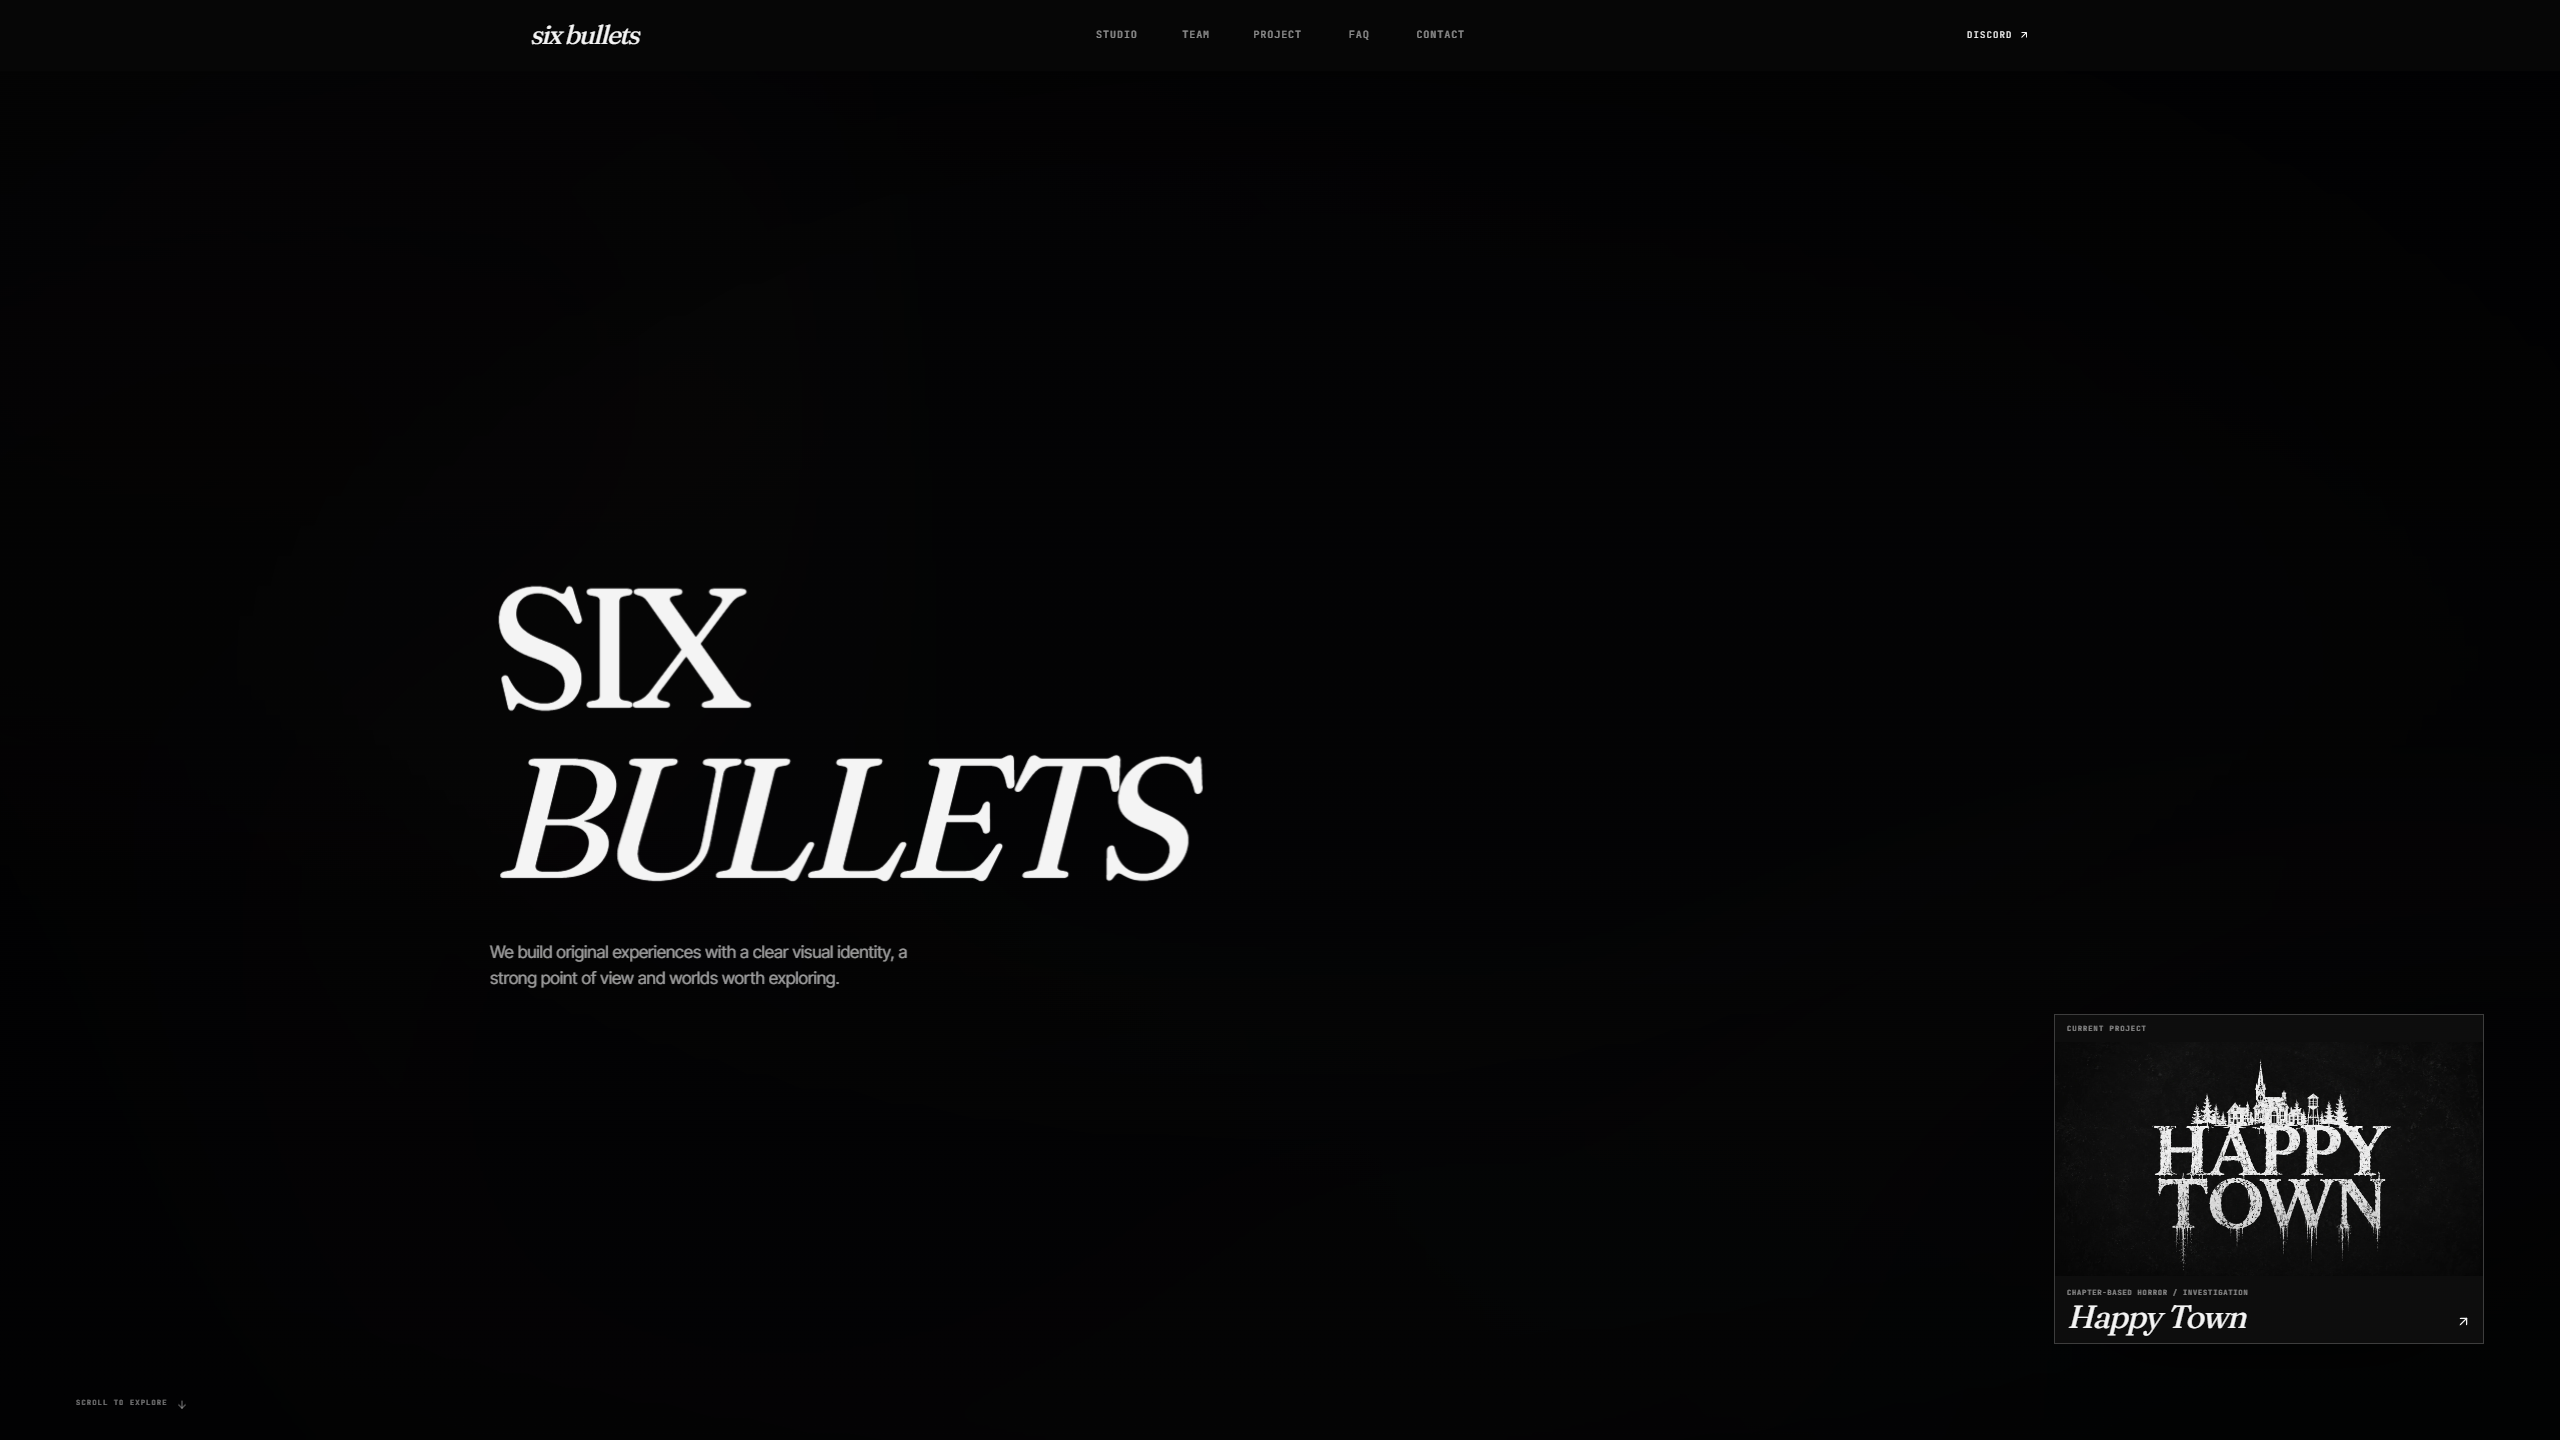 six bullets
STUDIO TEAM PROJECT FAQ CONTACT
DISCORD
SIX
BULLETS
We build original experiences with a clear visual identity, a
strong point of view and worlds worth exploring.
CURRENT PROJECT
HAPPY
TOWN
CHAPTER-BASED HORROR / INVESTIGATION
Happy Town
SCROLL TO EXPLORE